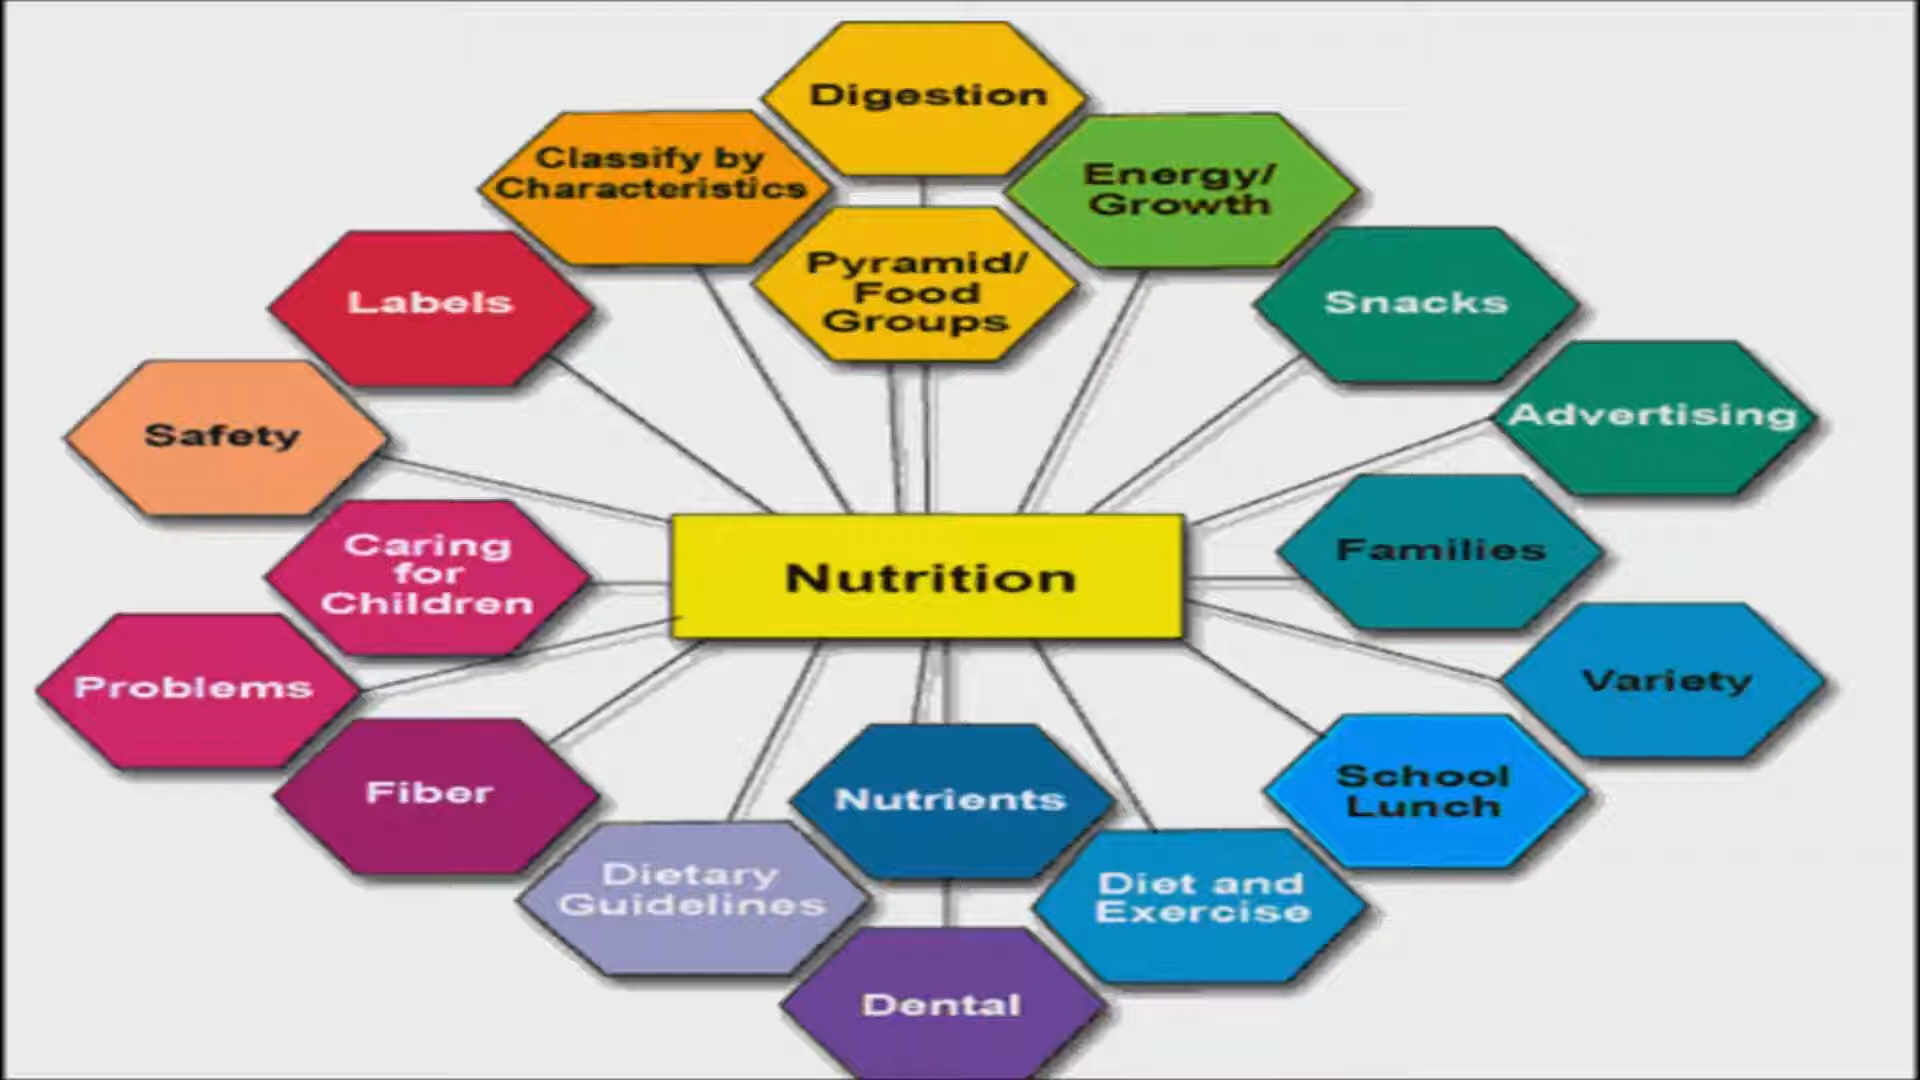 Digestion
Classify by
Characteristics
Energy/
Growth
Pyramid/
Food
Groups
Labels
Snacks
Safety
Advertising
Caring
for
Children
Families
Nutrition
Problems
Variety
Fiber
Nutrients
School
Lunch
Dietary
Guidelines
Diet and
Exercise
Dental